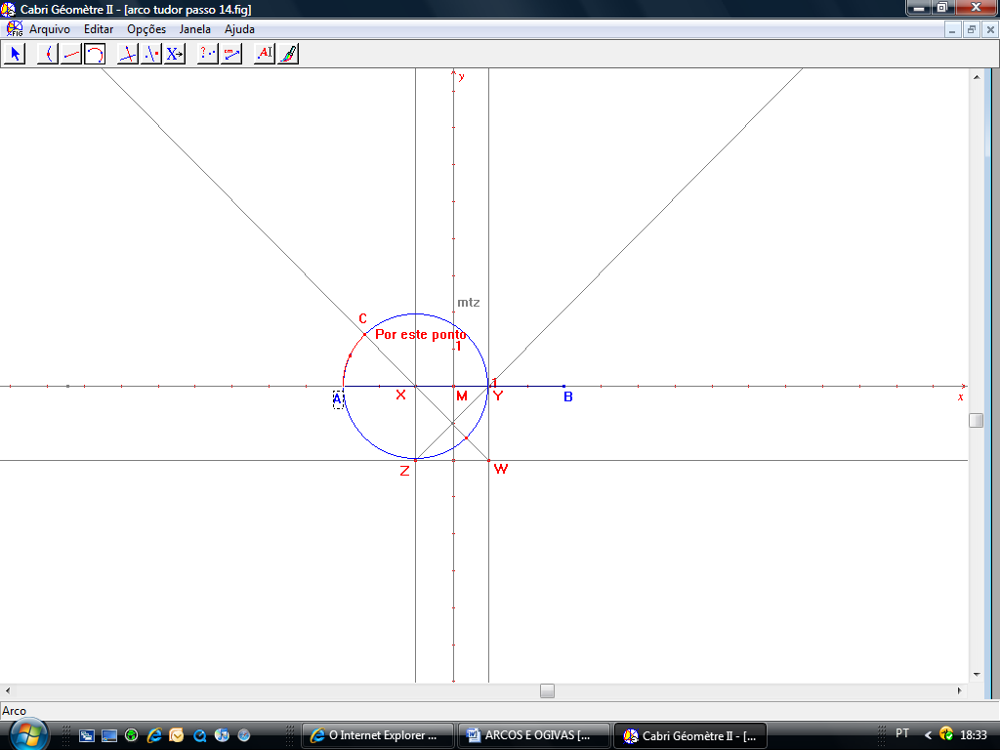 Cabri Géomètre II - [arco tudor passo 14.fig]
Arquivo Editar Opções Janela Ajuda
y
mtz
C
Por este ponto
1
1
A X M Y B x
Z W
Arco
O Internet Explorer ... ARCOS E OGIVAS [... Cabri Géomètre II - [... PT 18:33